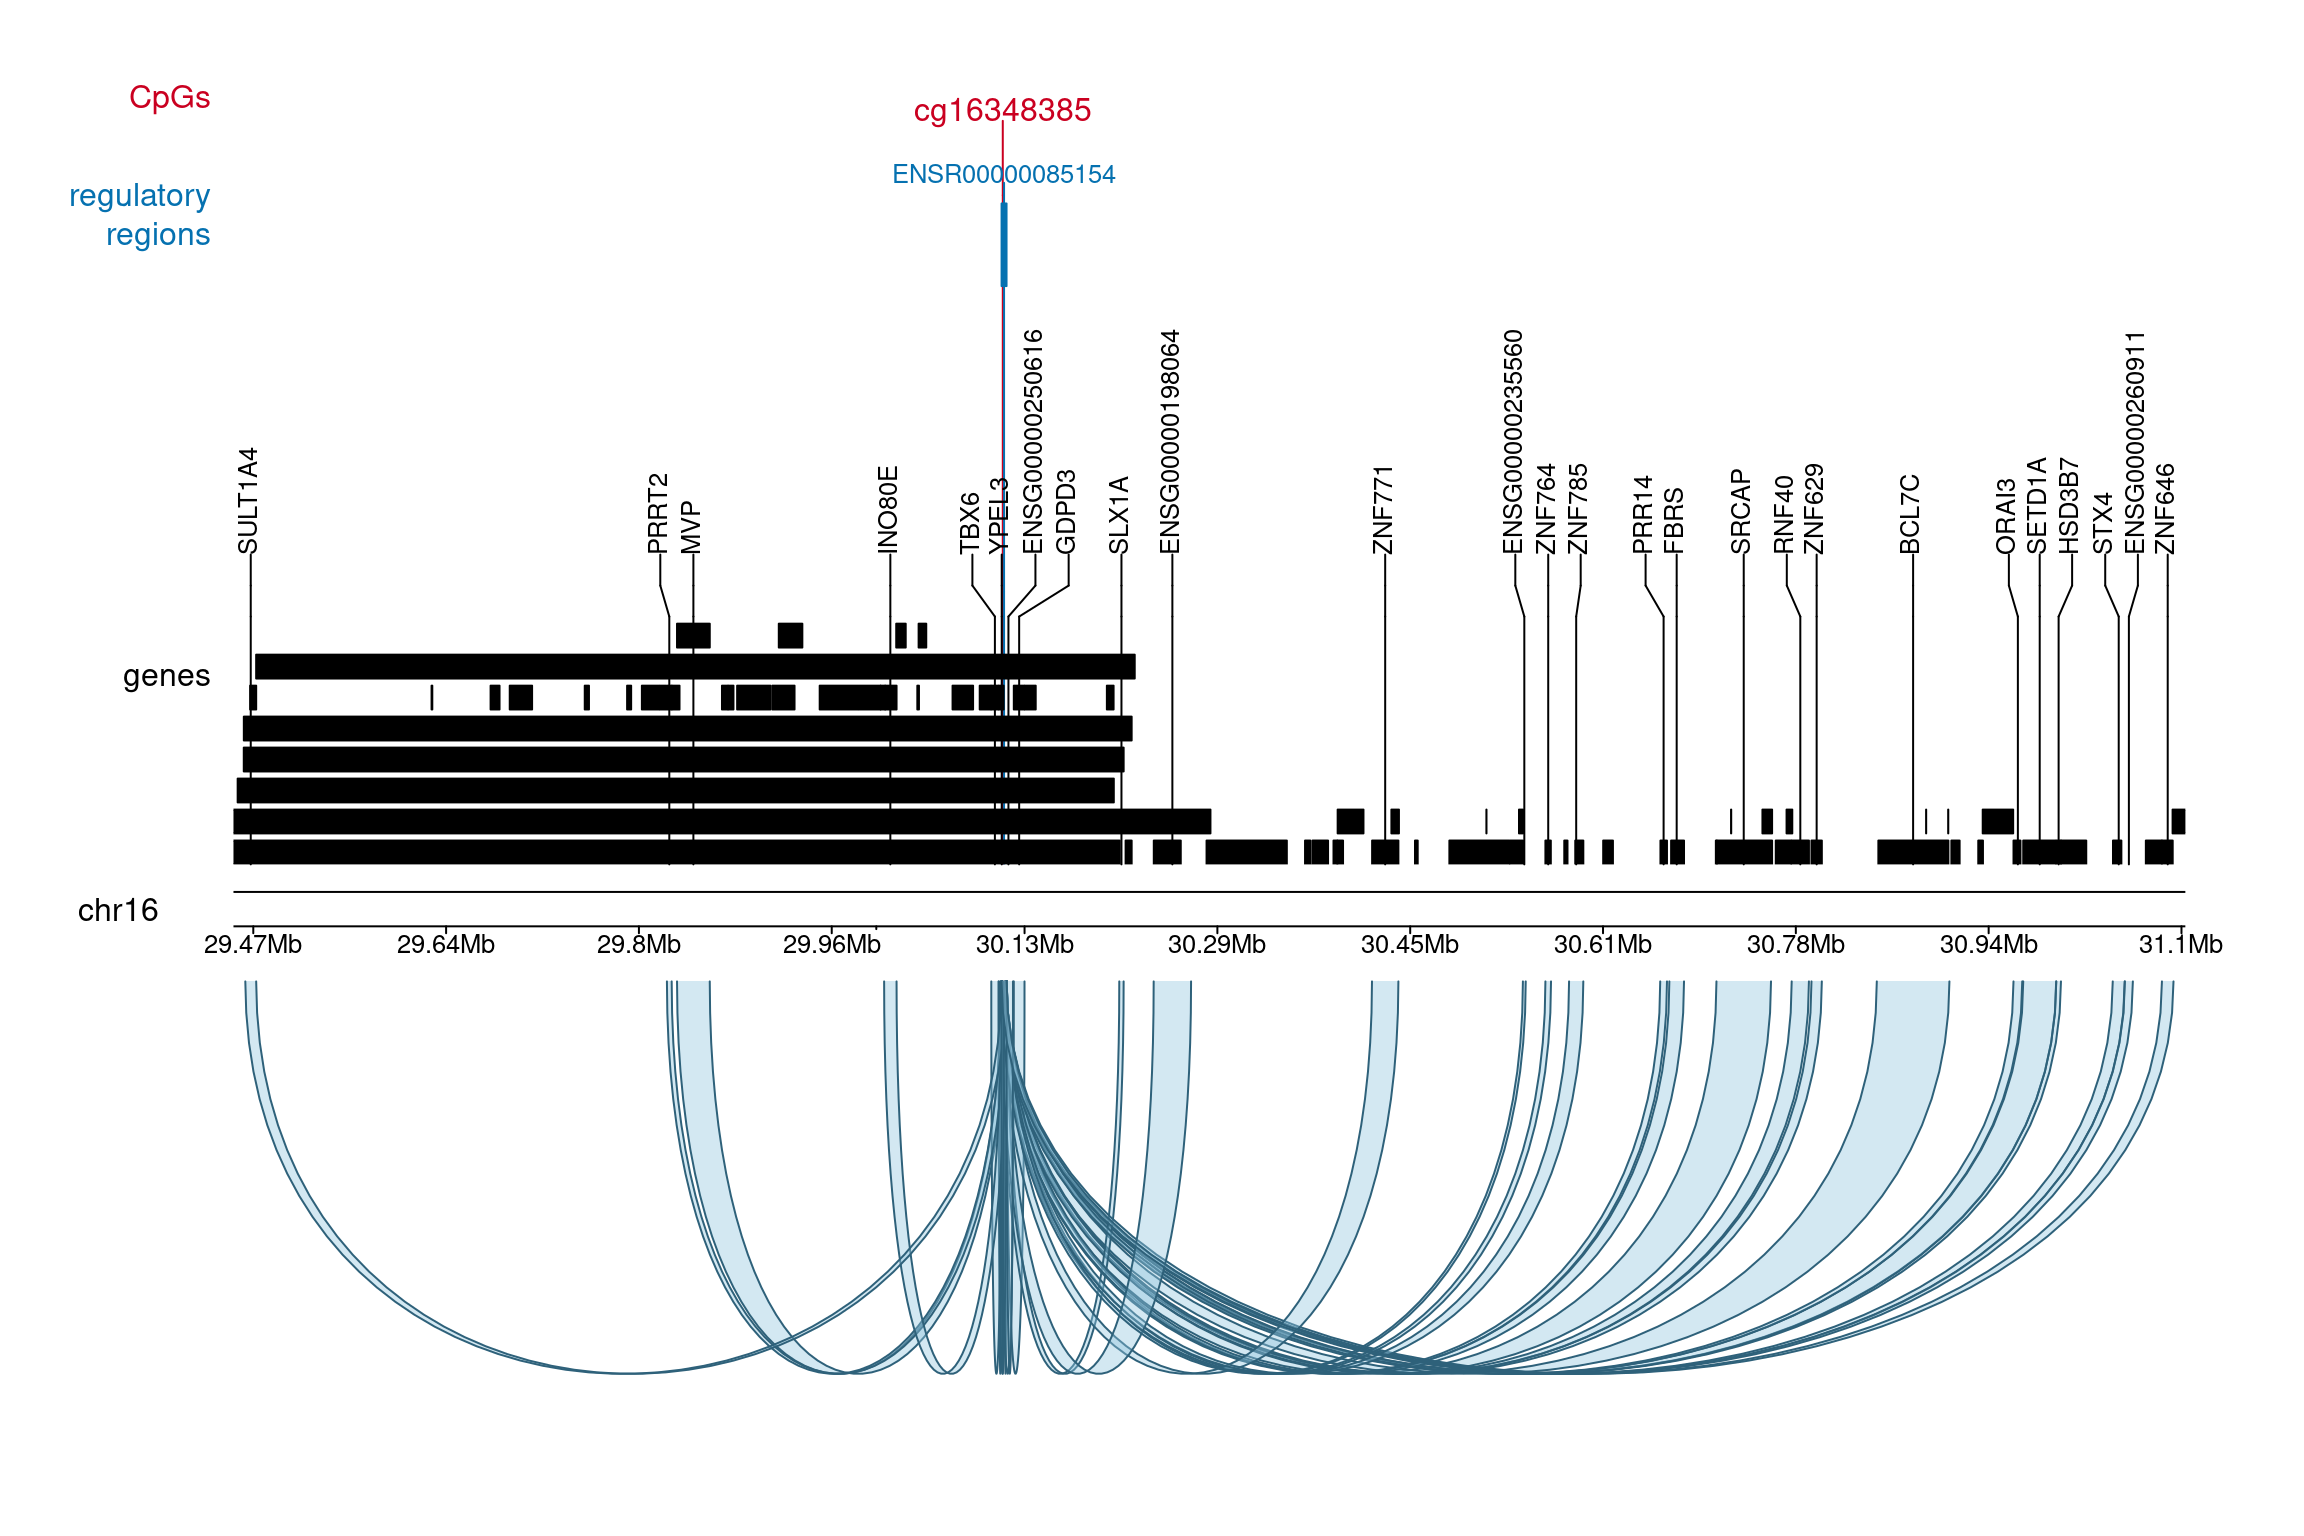 CpGs
cg16348385
ENSR00000085154
regulatory
regions
SULT1A4
PRRT2
MVP
INO80E
TBX6
YPEL3
ENSG00000250616
GDPD3
SLX1A
ENSG00000198064
ZNF771
ENSG00000235560
ZNF764
ZNF785
PRR14
FBRS
SRCAP
RNF40
ZNF629
BCL7C
ORAI3
SETD1A
HSD3B7
STX4
ENSG00000260911
ZNF646
genes
chr16
29.47Mb 29.64Mb 29.8Mb 29.96Mb 30.13Mb 30.29Mb 30.45Mb 30.61Mb 30.78Mb 30.94Mb 31.1Mb